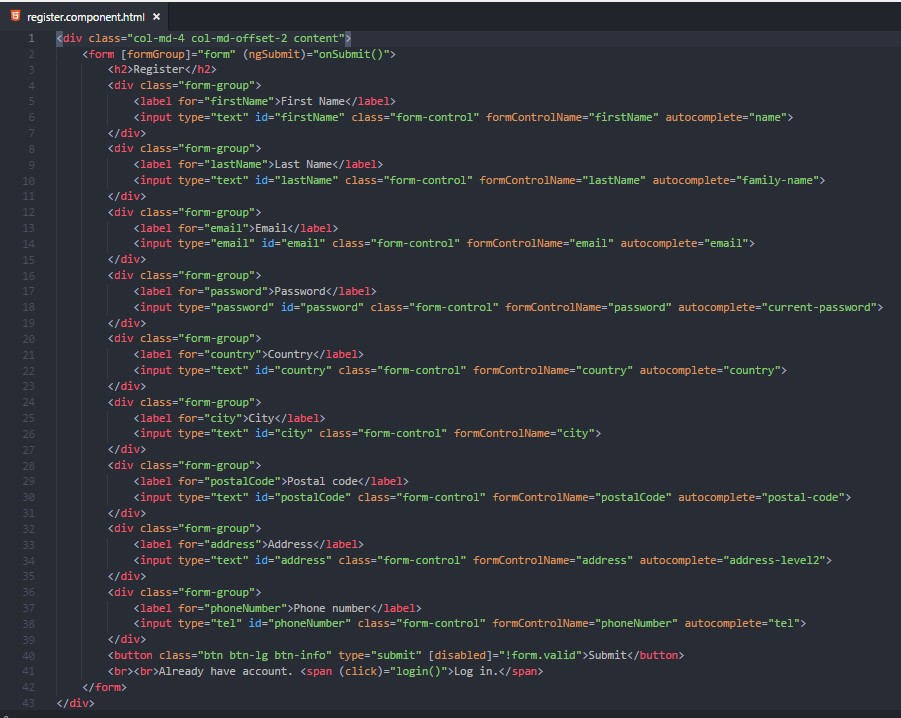 register.component.html ×
1 <div class="col-md-4 col-md-offset-2 content">
2     <form [formGroup]="form" (ngSubmit)="onSubmit()">
3         <h2>Register</h2>
4         <div class="form-group">
5             <label for="firstName">First Name</label>
6             <input type="text" id="firstName" class="form-control" formControlName="firstName" autocomplete="name">
7         </div>
8         <div class="form-group">
9             <label for="lastName">Last Name</label>
10             <input type="text" id="lastName" class="form-control" formControlName="lastName" autocomplete="family-name">
11         </div>
12         <div class="form-group">
13             <label for="email">Email</label>
14             <input type="email" id="email" class="form-control" formControlName="email" autocomplete="email">
15         </div>
16         <div class="form-group">
17             <label for="password">Password</label>
18             <input type="password" id="password" class="form-control" formControlName="password" autocomplete="current-password">
19         </div>
20         <div class="form-group">
21             <label for="country">Country</label>
22             <input type="text" id="country" class="form-control" formControlName="country" autocomplete="country">
23         </div>
24         <div class="form-group">
25             <label for="city">City</label>
26             <input type="text" id="city" class="form-control" formControlName="city">
27         </div>
28         <div class="form-group">
29             <label for="postalCode">Postal code</label>
30             <input type="text" id="postalCode" class="form-control" formControlName="postalCode" autocomplete="postal-code">
31         </div>
32         <div class="form-group">
33             <label for="address">Address</label>
34             <input type="text" id="address" class="form-control" formControlName="address" autocomplete="address-level2">
35         </div>
36         <div class="form-group">
37             <label for="phoneNumber">Phone number</label>
38             <input type="tel" id="phoneNumber" class="form-control" formControlName="phoneNumber" autocomplete="tel">
39         </div>
40         <button class="btn btn-lg btn-info" type="submit" [disabled]="!form.valid">Submit</button>
41         <br><br>Already have account. <span (click)="login()">Log in.</span>
42     </form>
43 </div>